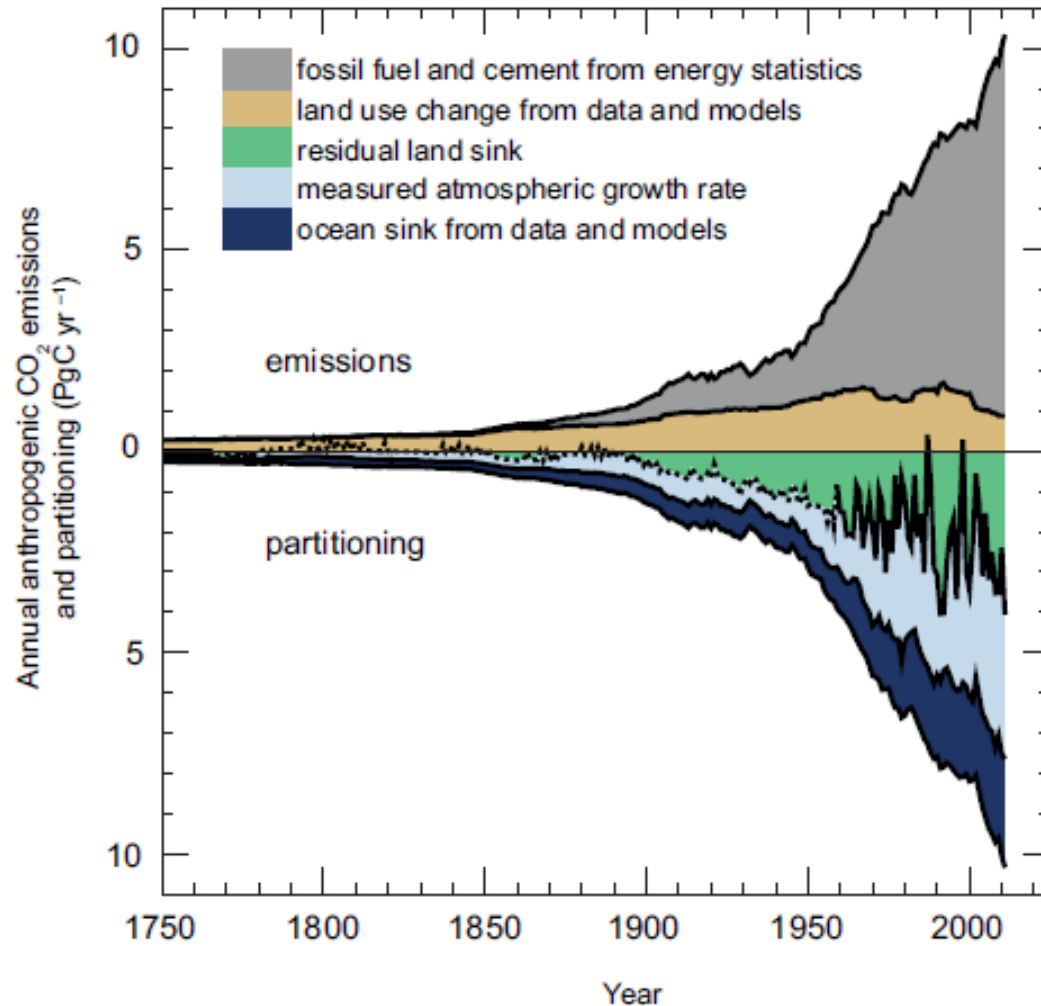 10
fossil fuel and cement from energy statistics
land use change from data and models
residual land sink
measured atmospheric growth rate
ocean sink from data and models
5
emissions
0
partitioning
5
10
Annual anthropogenic CO₂ emissions
and partitioning (PgC yr ⁻¹)
1750 1800 1850 1900 1950 2000
Year